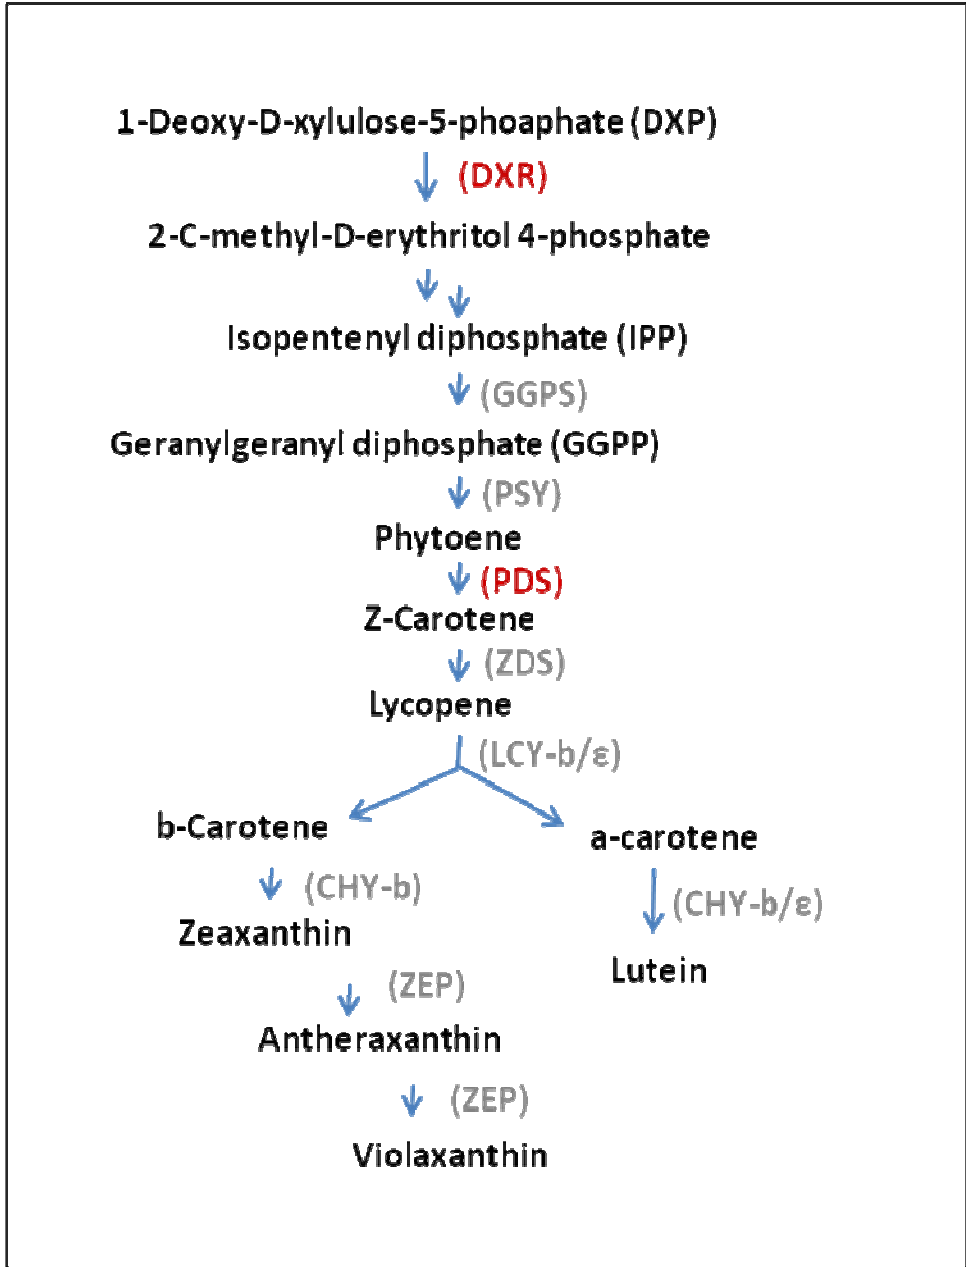 1-Deoxy-D-xylulose-5-phoaphate (DXP)
(DXR)
2-C-methyl-D-erythritol 4-phosphate
Isopentenyl diphosphate (IPP)
(GGPS)
Geranylgeranyl diphosphate (GGPP)
(PSY)
Phytoene
(PDS)
Z-Carotene
(ZDS)
Lycopene
(LCY-b/ε)
b-Carotene
a-carotene
(CHY-b)
(CHY-b/ε)
Zeaxanthin
Lutein
(ZEP)
Antheraxanthin
(ZEP)
Violaxanthin